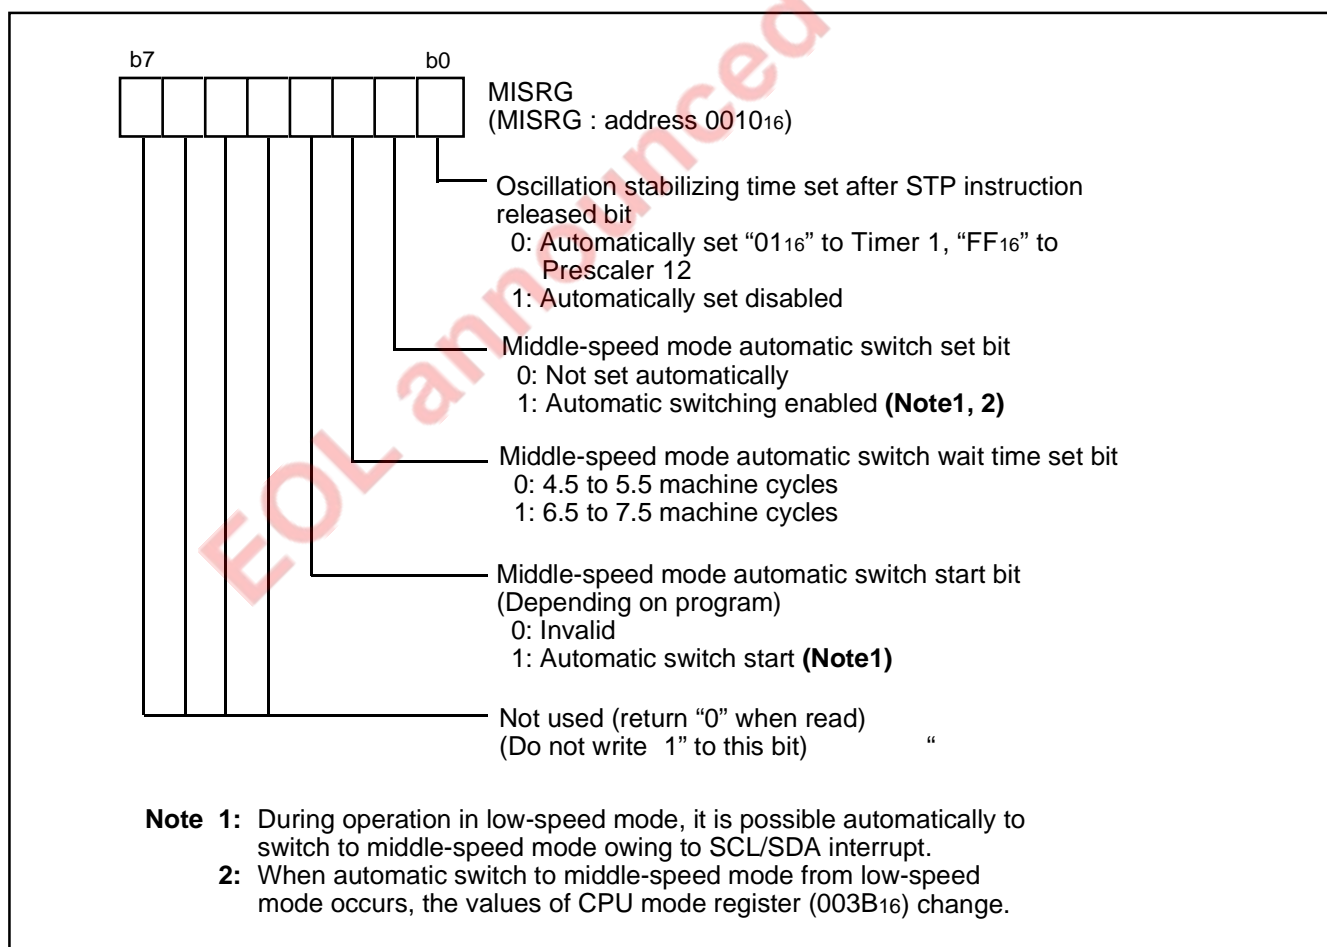 b7 b0
MISRG
(MISRG : address 001016)
Oscillation stabilizing time set after STP instruction
released bit
0: Automatically set “0116” to Timer 1, “FF16” to
Prescaler 12
1: Automatically set disabled
Middle-speed mode automatic switch set bit
0: Not set automatically
1: Automatic switching enabled (Note1, 2)
Middle-speed mode automatic switch wait time set bit
0: 4.5 to 5.5 machine cycles
1: 6.5 to 7.5 machine cycles
Middle-speed mode automatic switch start bit
(Depending on program)
0: Invalid
1: Automatic switch start (Note1)
Not used (return “0” when read)
(Do not write 1” to this bit) “
Note 1: During operation in low-speed mode, it is possible automatically to
switch to middle-speed mode owing to SCL/SDA interrupt.
2: When automatic switch to middle-speed mode from low-speed
mode occurs, the values of CPU mode register (003B16) change.
EOL announced